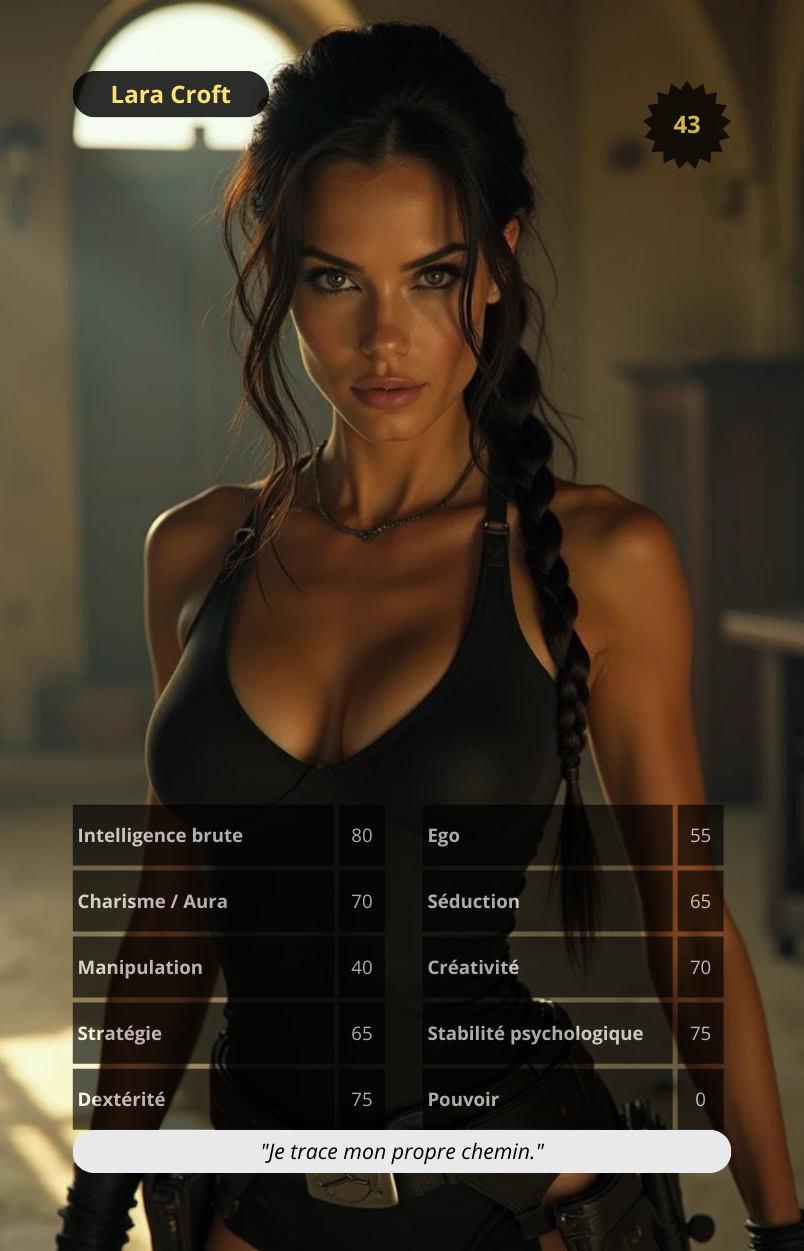 Lara Croft
43
Intelligence brute 80
Ego 55
Charisme / Aura 70
Séduction 65
Manipulation 40
Créativité 70
Stratégie 65
Stabilité psychologique 75
Dextérité 75
Pouvoir 0
"Je trace mon propre chemin."